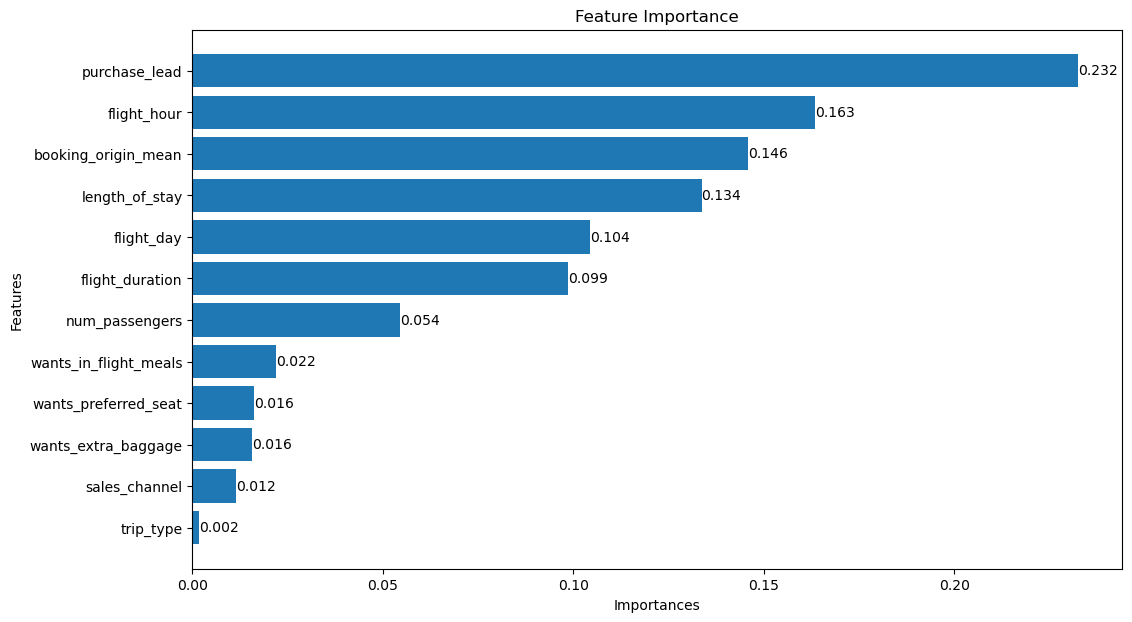 Feature Importance
purchase_lead 0.232
flight_hour 0.163
booking_origin_mean 0.146
length_of_stay 0.134
flight_day 0.104
flight_duration 0.099
num_passengers 0.054
wants_in_flight_meals 0.022
wants_preferred_seat 0.016
wants_extra_baggage 0.016
sales_channel 0.012
trip_type 0.002
Features
0.00 0.05 0.10 0.15 0.20
Importances